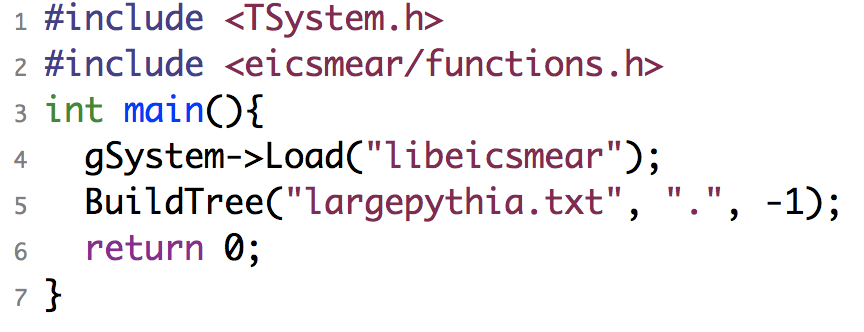 1 #include <TSystem.h>
2 #include <eicsmear/functions.h>
3 int main(){
4   gSystem->Load("libeicsmear");
5   BuildTree("largepythia.txt", ".", -1);
6   return 0;
7 }